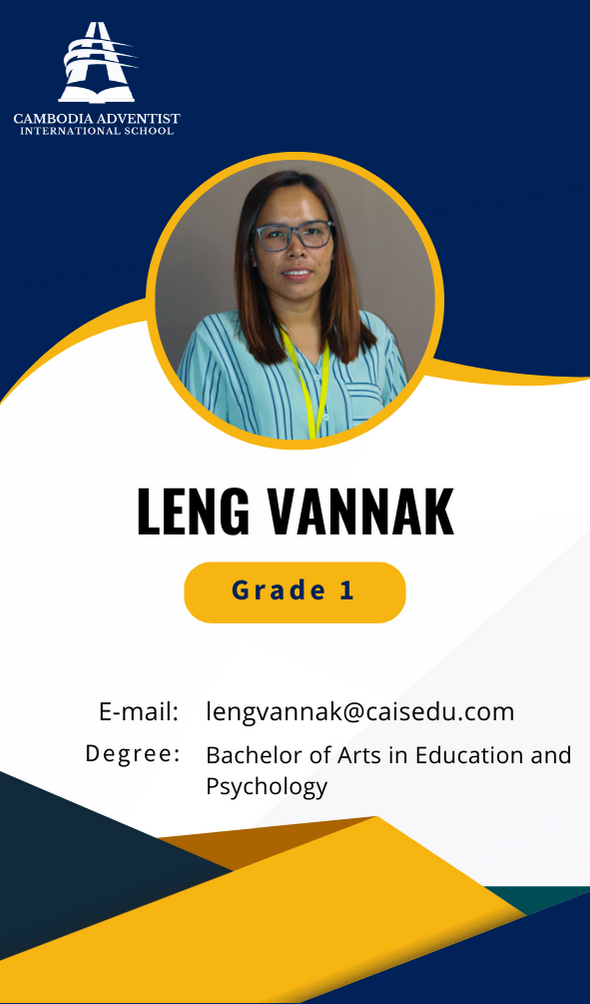 CAMBODIA ADVENTIST
INTERNATIONAL SCHOOL
LENG VANNAK
Grade 1
E-mail: lengvannak@caisedu.com
Degree: Bachelor of Arts in Education and
Psychology